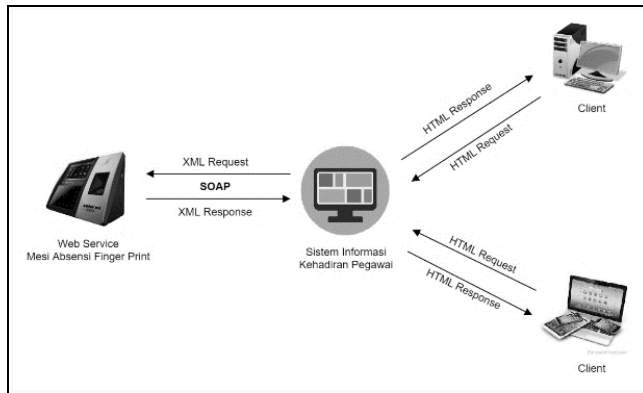 HTML Response
HTML Request
Client
XML Request
SOAP
XML Response
Web Service
Mesi Absensi Finger Print
Sistem Informasi
Kehadiran Pegawai
HTML Request
HTML Response
Client